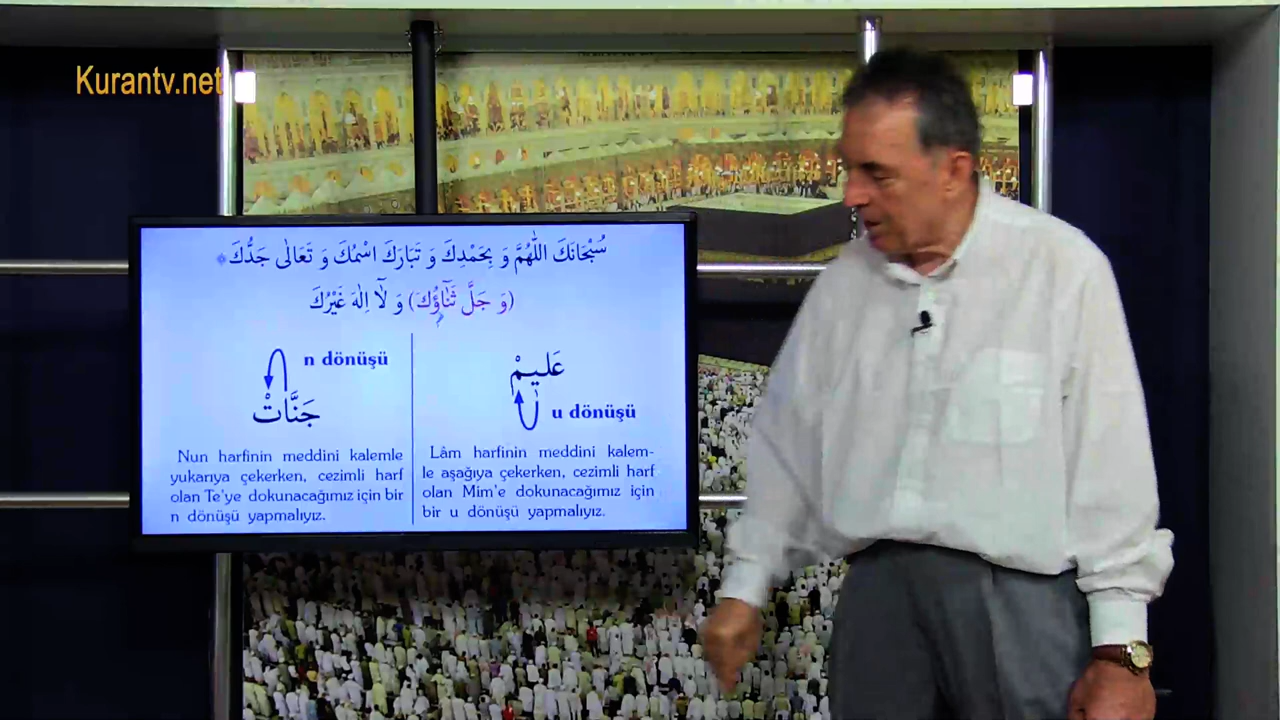 Kurantv.net
سُبْحَانَكَ اللّٰهُمَّ وَ بِحَمْدِكَ وَ تَبَارَكَ اسْمُكَ وَ تَعَالٰى جَدُّكَ
(وَ جَلَّ ثَنَٓاؤُكَ) وَ لَٓا اِلٰهَ غَيْرُكَ
n dönüşü
جَنَّاتْ
Nun harfinin meddini kalemle
yukarıya çekerken, cezimli harf
olan Te'ye dokunacağımız için bir
n dönüşü yapmalıyız.
عَليِمْ
u dönüşü
Lâm harfinin meddini kalem-
le aşağıya çekerken, cezimli harf
olan Mim'e dokunacağımız için
bir u dönüşü yapmalıyız.